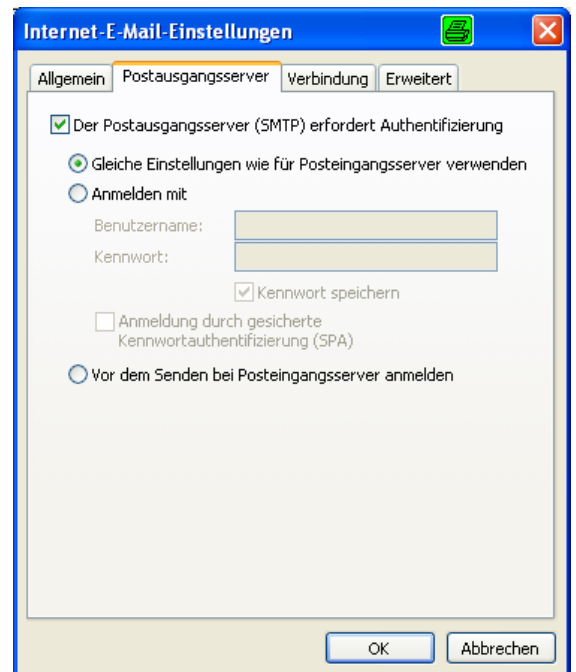 Internet-E-Mail-Einstellungen
Allgemein Postausgangsserver Verbindung Erweitert
Der Postausgangsserver (SMTP) erfordert Authentifizierung
Gleiche Einstellungen wie für Posteingangsserver verwenden
Anmelden mit
Benutzername:
Kennwort:
Kennwort speichern
Anmeldung durch gesicherte
Kennwortauthentifizierung (SPA)
Vor dem Senden bei Posteingangsserver anmelden
OK Abbrechen